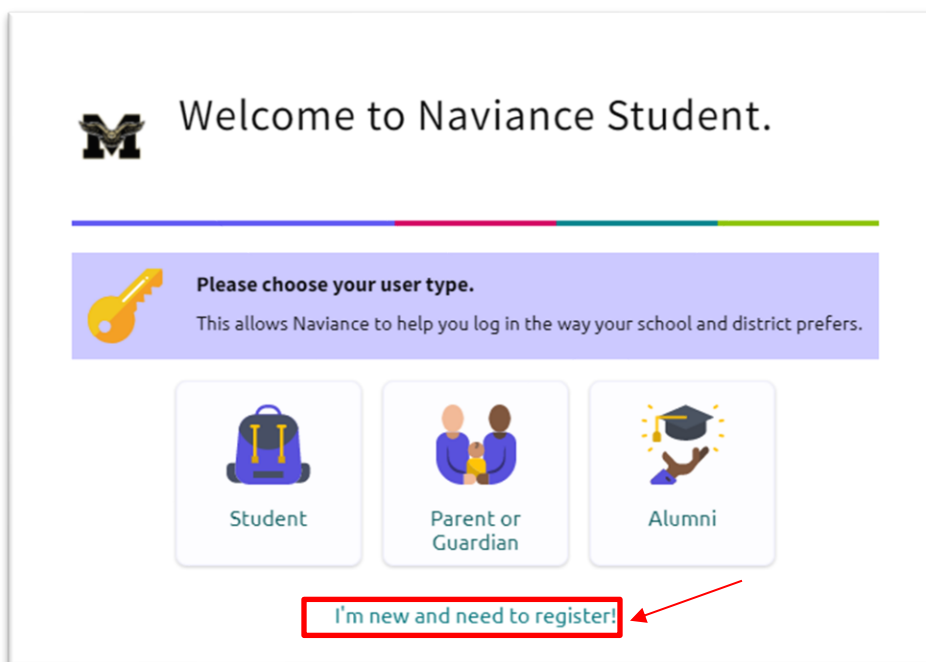 M
Welcome to Naviance Student.
Please choose your user type.
This allows Naviance to help you log in the way your school and district prefers.
Student
Parent or
Guardian
Alumni
I'm new and need to register!